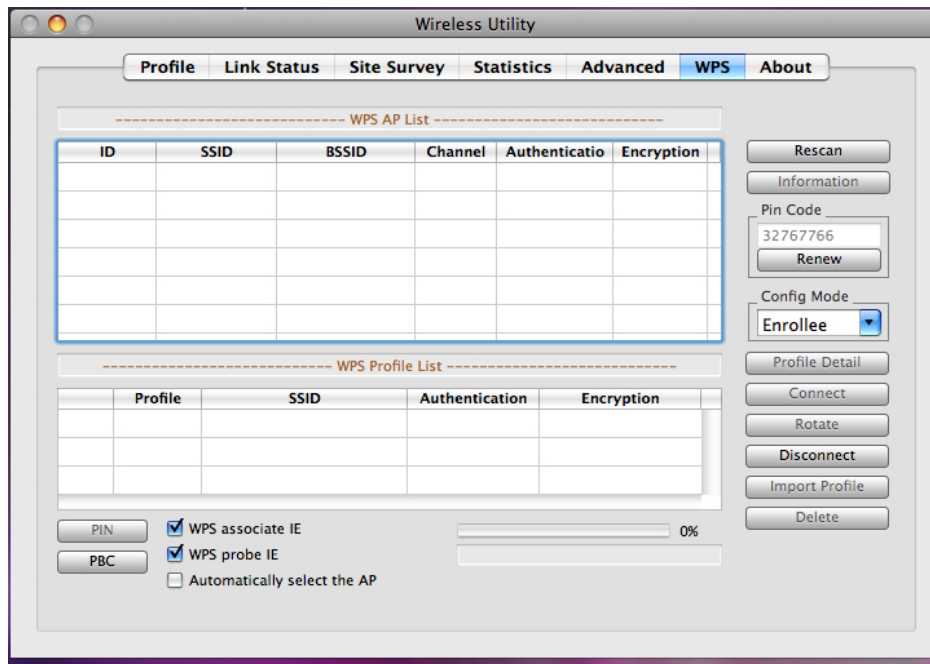 Wireless Utility
Profile Link Status Site Survey Statistics Advanced WPS About
---------------------------- WPS AP List ----------------------------
ID SSID BSSID Channel Authenticatio Encryption
Rescan
Information
Pin Code
32767766
Renew
Config Mode
Enrollee
---------------------------- WPS Profile List ----------------------------
Profile SSID Authentication Encryption
Profile Detail
Connect
Rotate
Disconnect
Import Profile
Delete
PIN
PBC
WPS associate IE
WPS probe IE
Automatically select the AP
0%